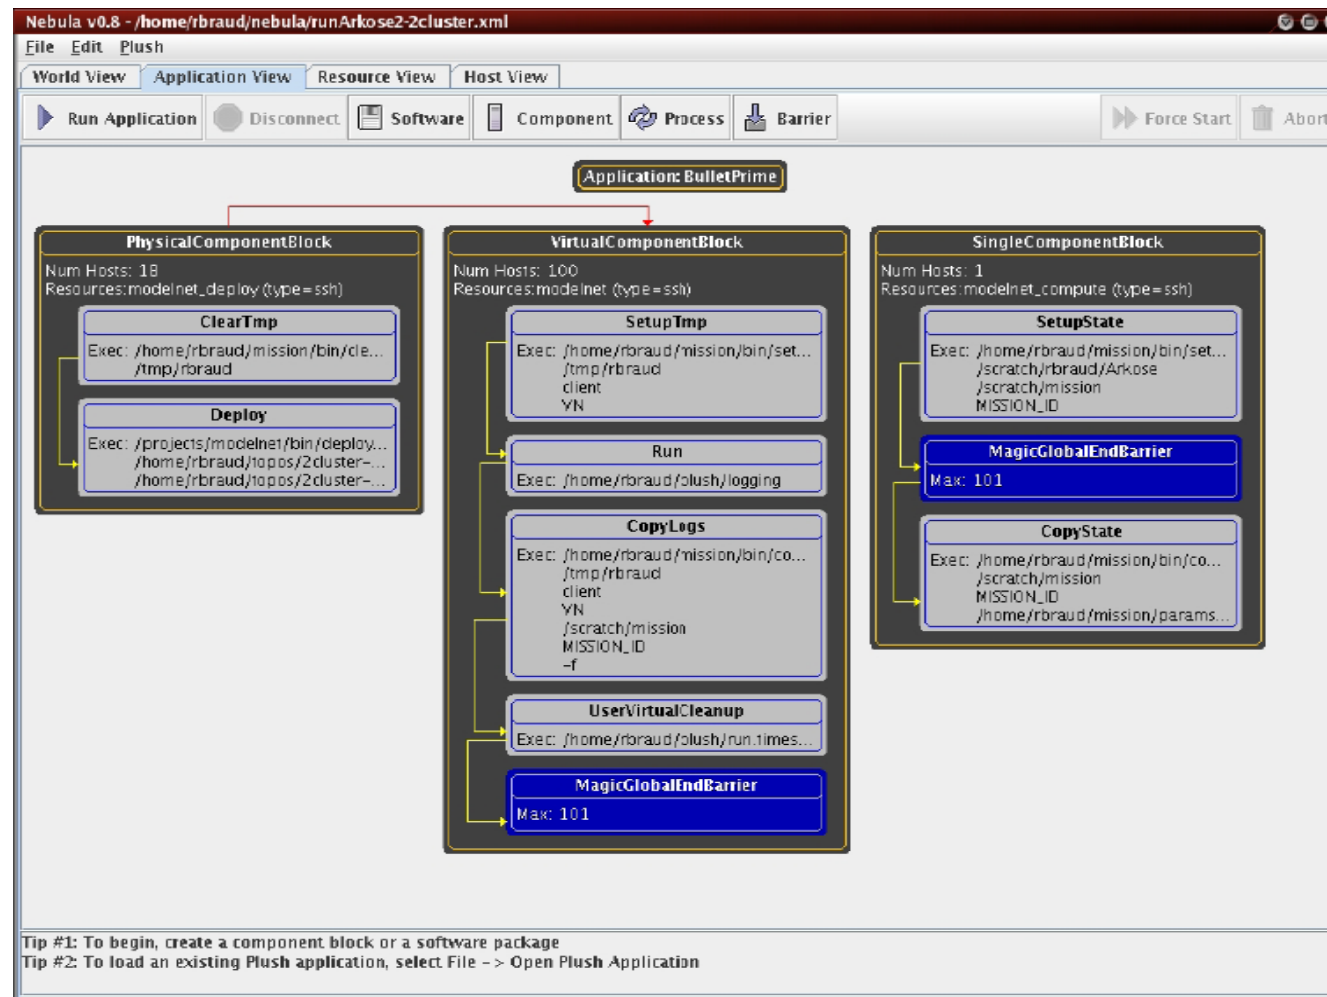 Nebula v0.8 - /home/rbraud/nebula/runArkose2-2cluster.xml
File Edit Plush
World View Application View Resource View Host View
Run Application Disconnect Software Component Process Barrier Force Start Abort
Application: BulletPrime
PhysicalComponentBlock
Num Hosts: 18
Resources:modelnet_deploy (type=ssh)
ClearTmp
Exec: /home/rbraud/mission/bin/cle...
/tmp/rbraud
Deploy
Exec: /projects/modelnet/bin/deploy...
/home/rbraud/topos/2cluster-...
/home/rbraud/topos/2cluster-...
VirtualComponentBlock
Num Hosts: 100
Resources:modelnet (type=ssh)
SetupTmp
Exec: /home/rbraud/mission/bin/set...
/tmp/rbraud
client
VN
Run
Exec: /home/rbraud/plush/logging
CopyLogs
Exec: /home/rbraud/mission/bin/co...
/tmp/rbraud
client
VN
/scratch/mission
MISSION_ID
-f
UserVirtualCleanup
Exec: /home/rbraud/plush/run.times...
MagicGlobalEndBarrier
Max: 101
SingleComponentBlock
Num Hosts: 1
Resources:modelnet_compute (type=ssh)
SetupState
Exec: /home/rbraud/mission/bin/set...
/scratch/rbraud/Arkose
/scratch/mission
MISSION_ID
MagicGlobalEndBarrier
Max: 101
CopyState
Exec: /home/rbraud/mission/bin/co...
/scratch/mission
MISSION_ID
/home/rbraud/mission/params...
Tip #1: To begin, create a component block or a software package
Tip #2: To load an existing Plush application, select File -> Open Plush Application